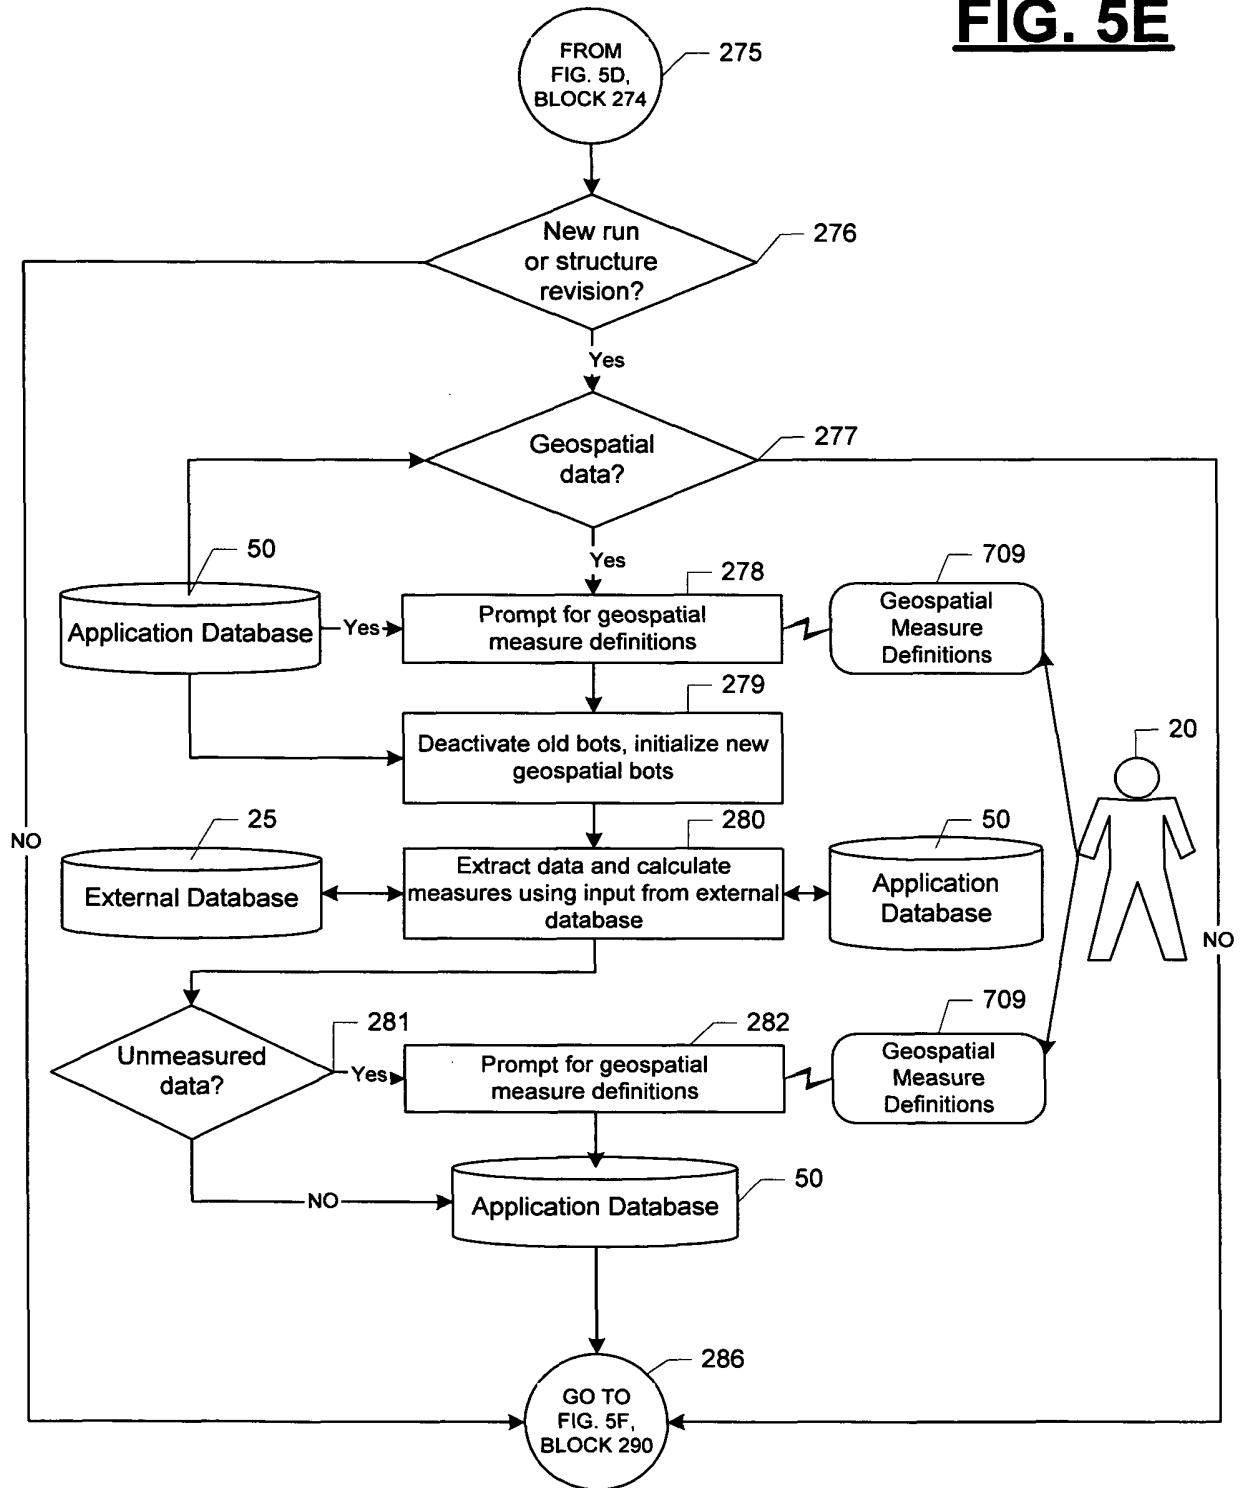 FIG. 5E
FROM
FIG. 5D,
BLOCK 274
275
New run
or structure
revision?
276
Yes
Geospatial
data?
277
50
Yes
278
709
Application Database
Yes
Prompt for geospatial
measure definitions
Geospatial
Measure
Definitions
279
Deactivate old bots, initialize new
geospatial bots
20
NO
25
280
50
External Database
Extract data and calculate
measures using input from external
database
Application
Database
NO
281
282
709
Unmeasured
data?
Yes
Prompt for geospatial
measure definitions
Geospatial
Measure
Definitions
NO
Application Database
50
286
GO TO
FIG. 5F,
BLOCK 290